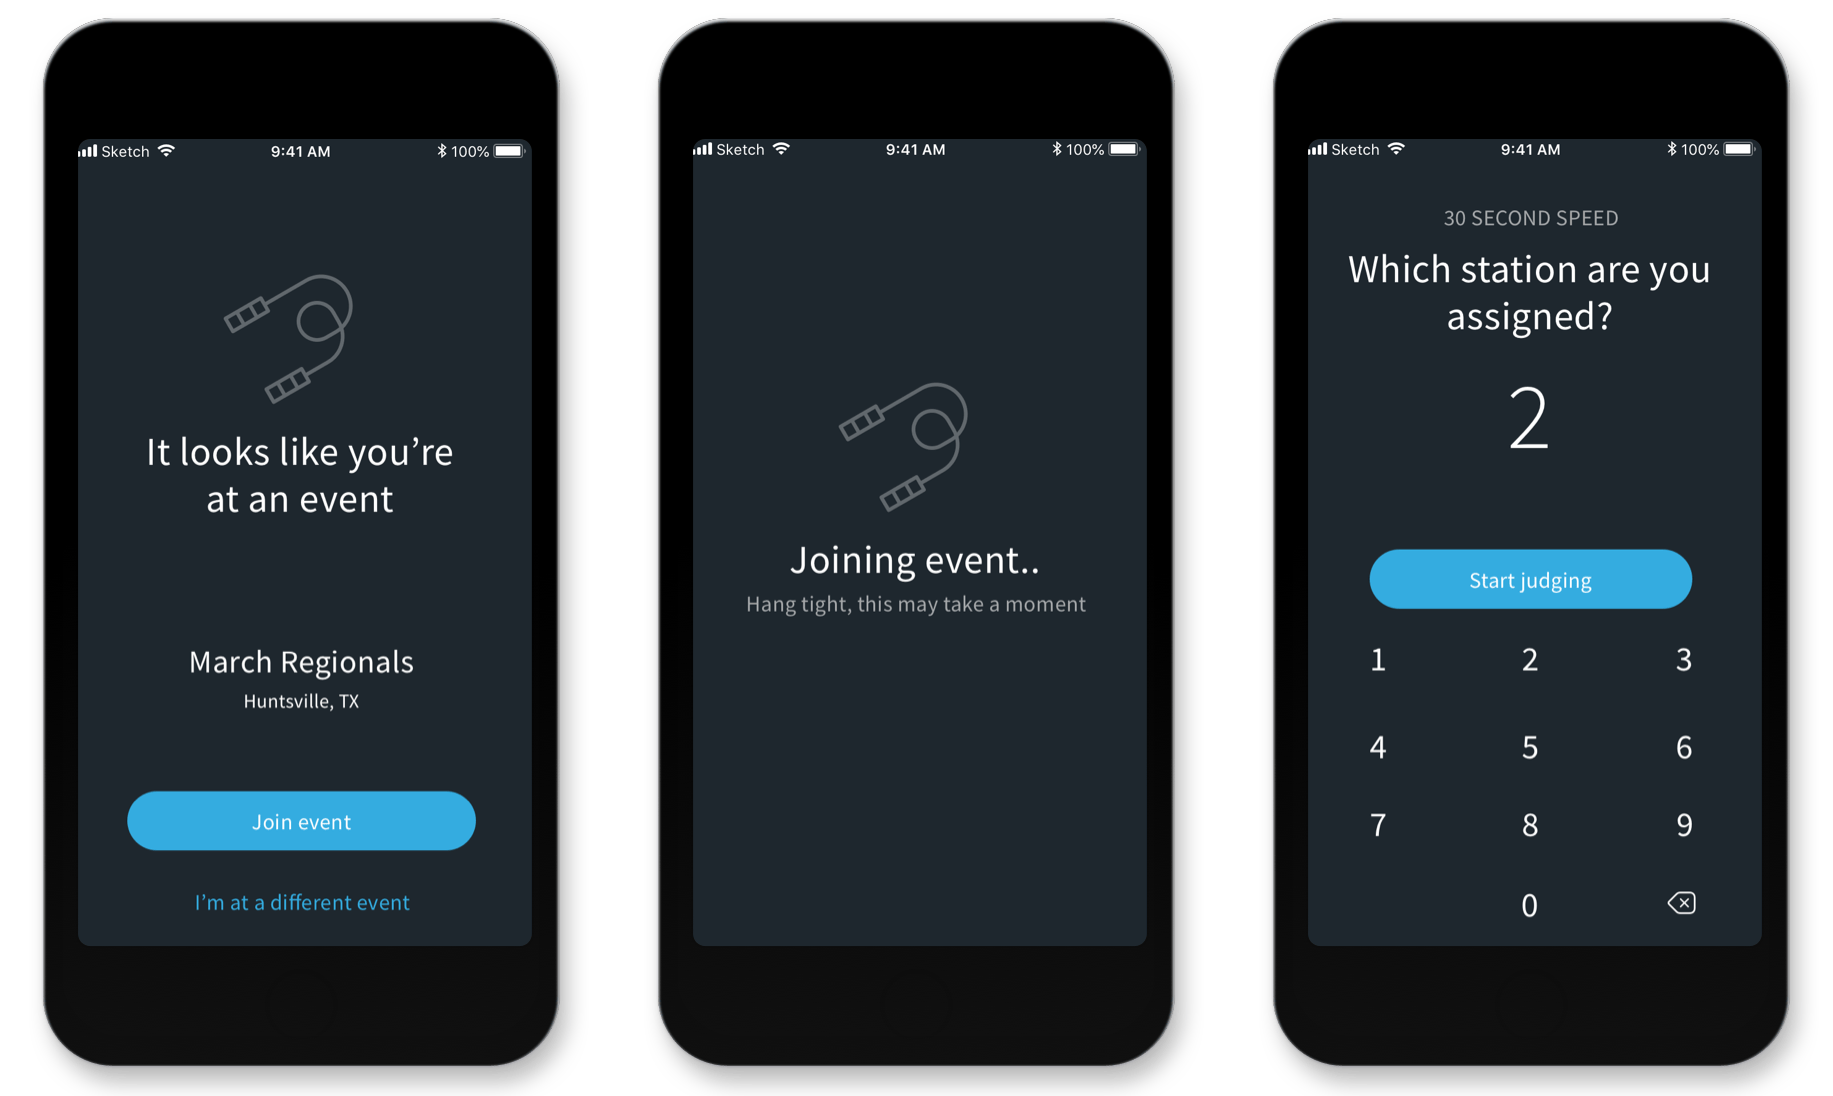 Sketch 9:41 AM 100%
It looks like you’re
at an event
March Regionals
Huntsville, TX
Join event
I’m at a different event
Sketch 9:41 AM 100%
Joining event..
Hang tight, this may take a moment
Sketch 9:41 AM 100%
30 SECOND SPEED
Which station are you
assigned?
2
Start judging
1 2 3
4 5 6
7 8 9
0